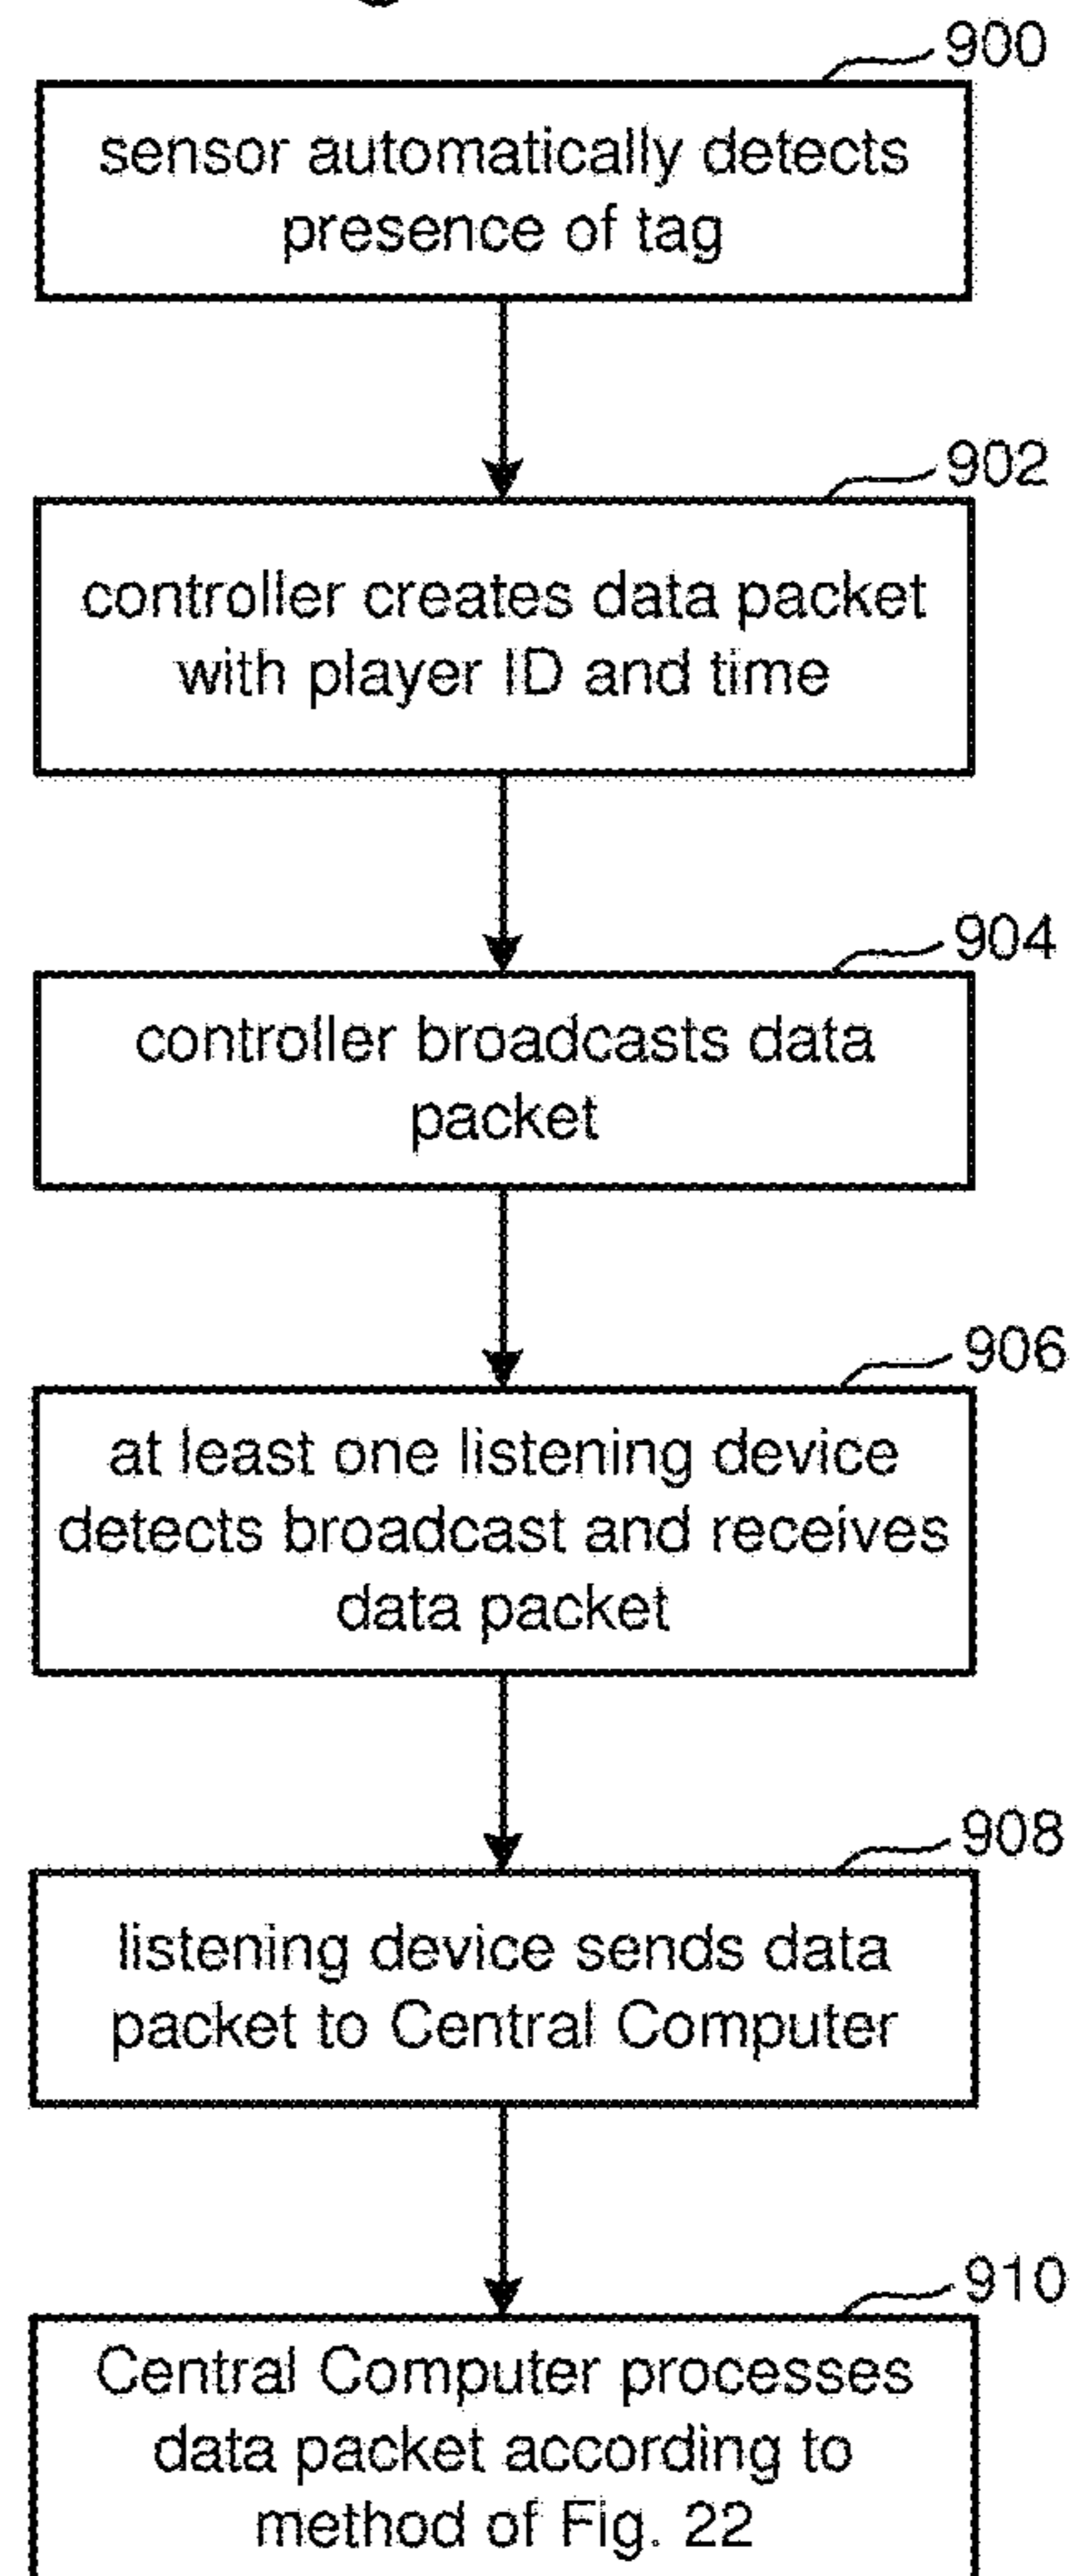 900
sensor automatically detects
presence of tag
902
controller creates data packet
with player ID and time
904
controller broadcasts data
packet
906
at least one listening device
detects broadcast and receives
data packet
908
listening device sends data
packet to Central Computer
910
Central Computer processes
data packet according to
method of Fig. 22